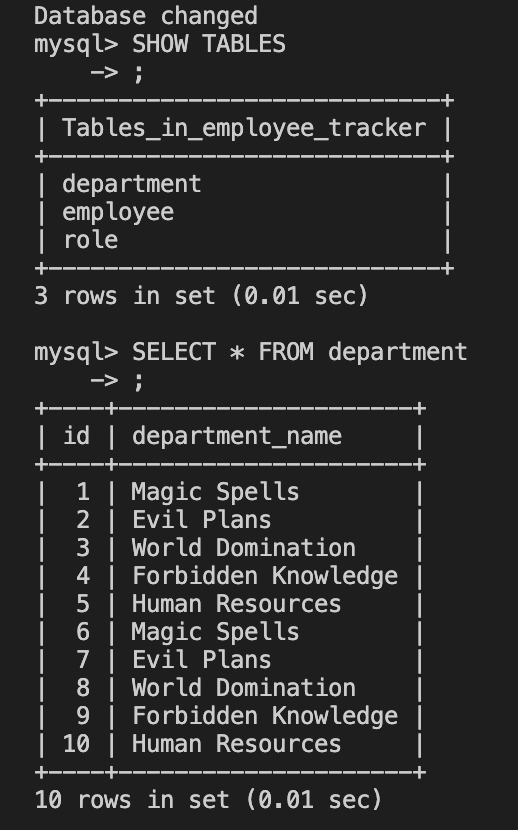 Database changed
mysql> SHOW TABLES
    -> ;
+----------------------------+
| Tables_in_employee_tracker |
+----------------------------+
| department                 |
| employee                   |
| role                       |
+----------------------------+
3 rows in set (0.01 sec)

mysql> SELECT * FROM department
    -> ;
+----+---------------------+
| id | department_name     |
+----+---------------------+
|  1 | Magic Spells        |
|  2 | Evil Plans          |
|  3 | World Domination    |
|  4 | Forbidden Knowledge |
|  5 | Human Resources     |
|  6 | Magic Spells        |
|  7 | Evil Plans          |
|  8 | World Domination    |
|  9 | Forbidden Knowledge |
| 10 | Human Resources     |
+----+---------------------+
10 rows in set (0.01 sec)